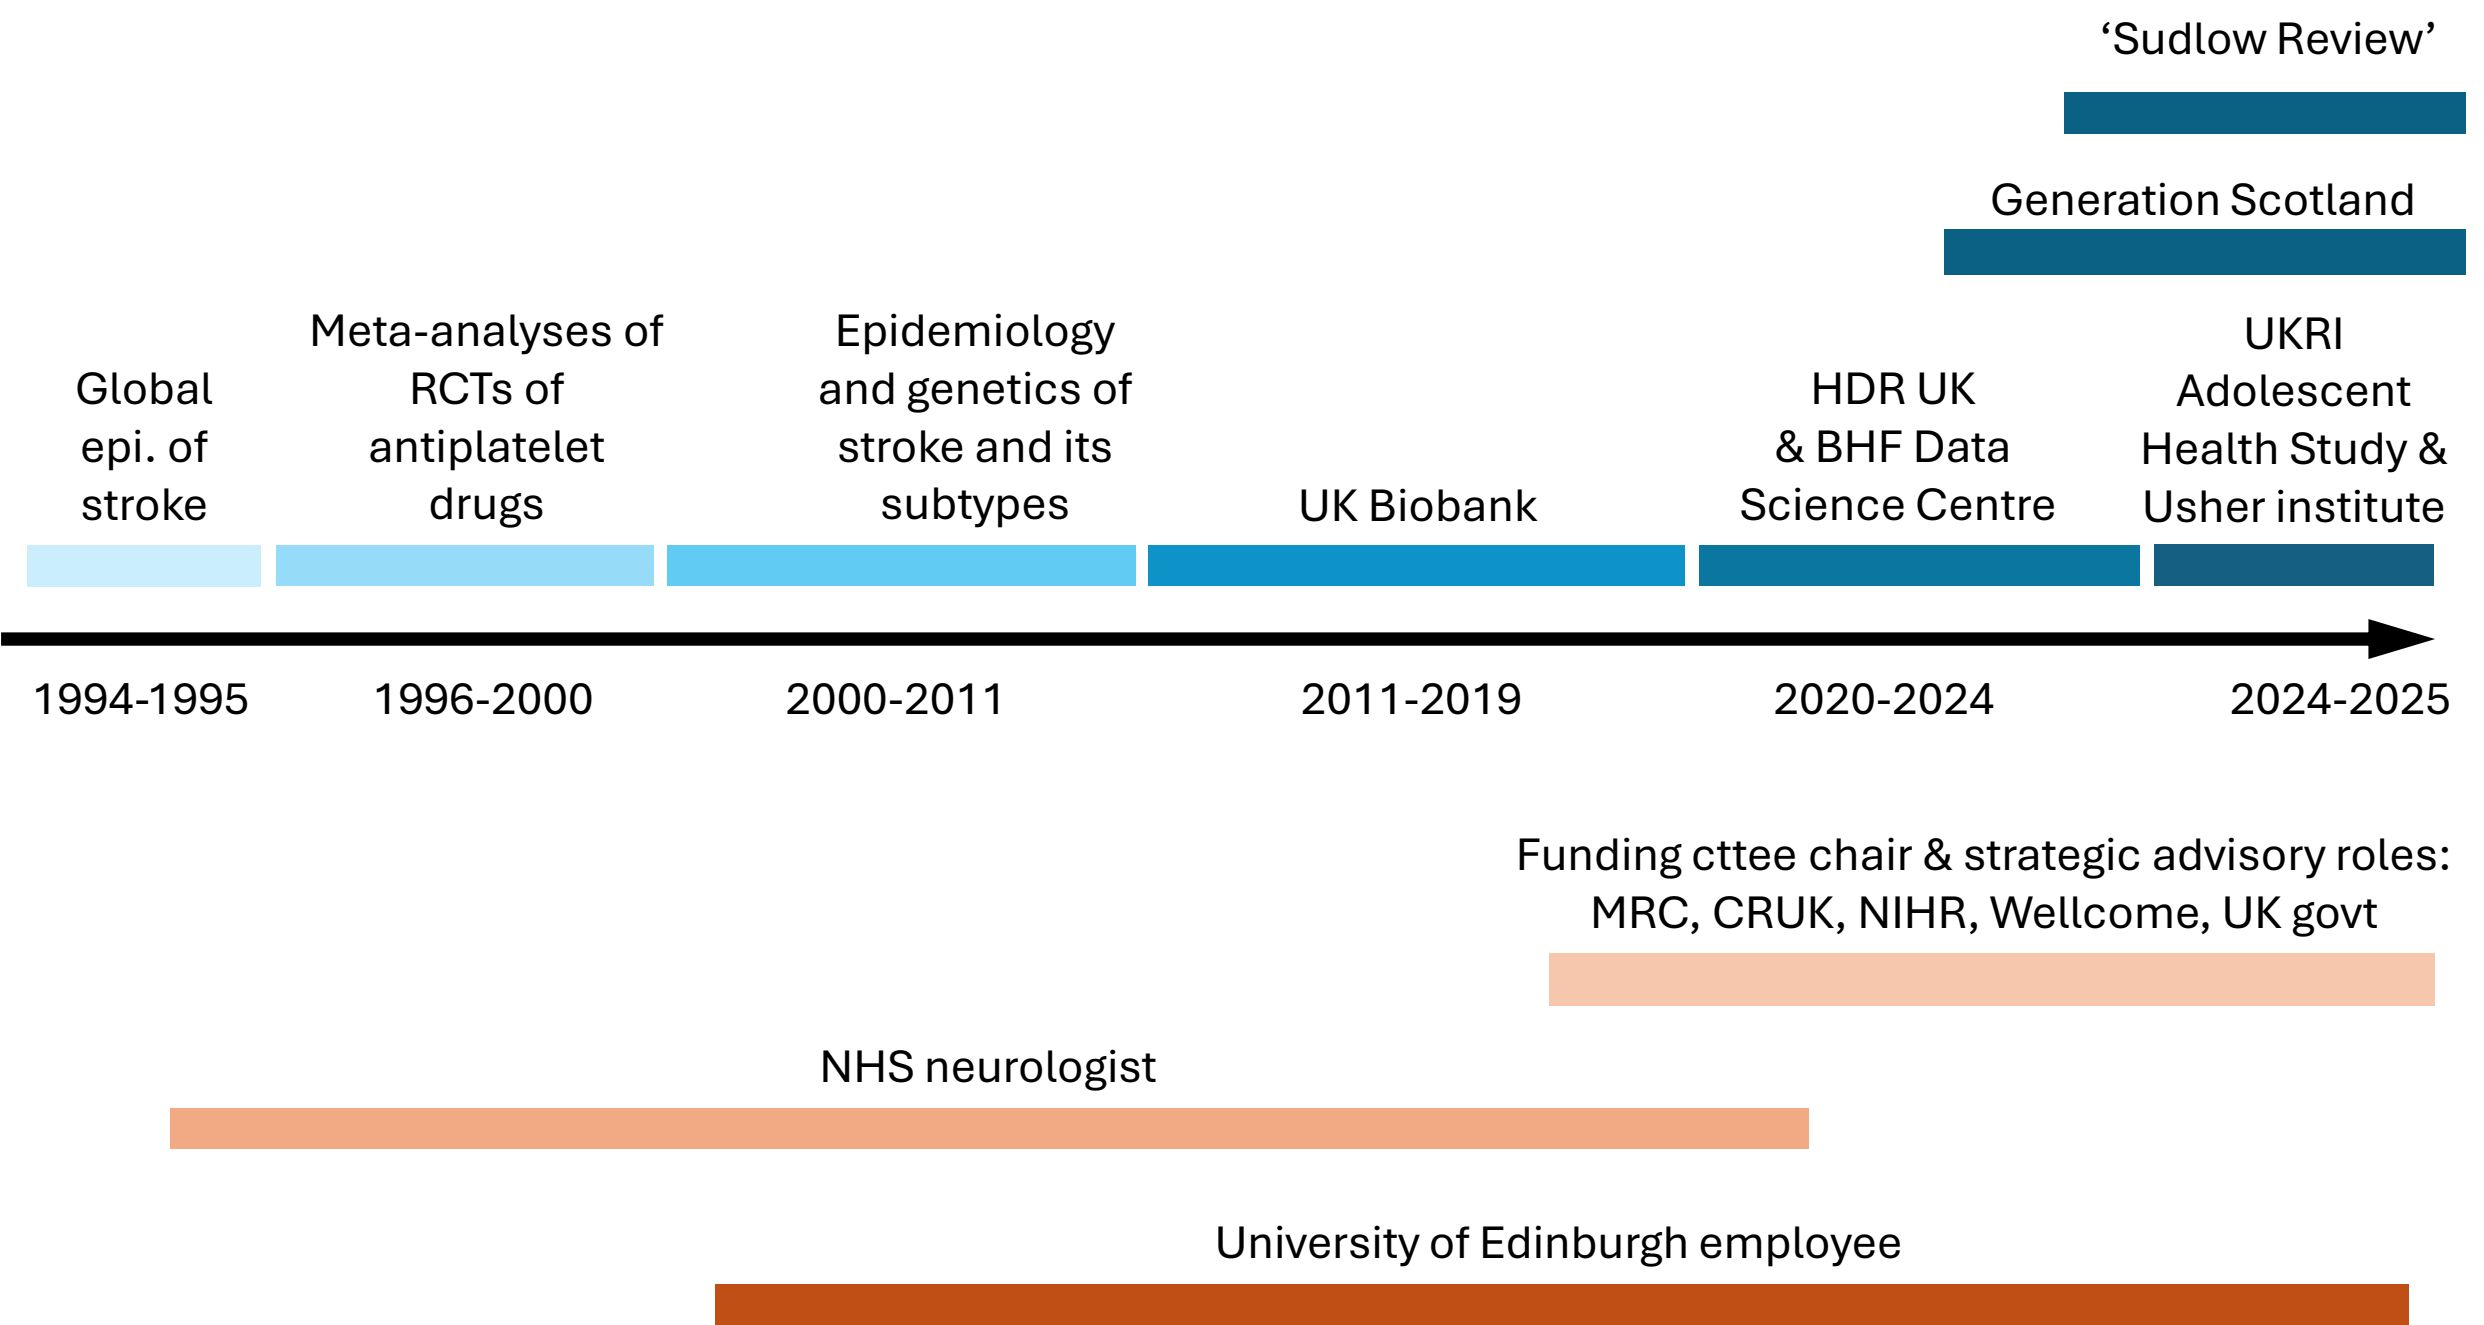 ‘Sudlow Review’
Generation Scotland
Global
epi. of
stroke
Meta-analyses of
RCTs of
antiplatelet
drugs
Epidemiology
and genetics of
stroke and its
subtypes
UK Biobank
HDR UK
& BHF Data
Science Centre
UKRI
Adolescent
Health Study &
Usher institute
1994-1995
1996-2000
2000-2011
2011-2019
2020-2024
2024-2025
Funding cttee chair & strategic advisory roles:
MRC, CRUK, NIHR, Wellcome, UK govt
NHS neurologist
University of Edinburgh employee